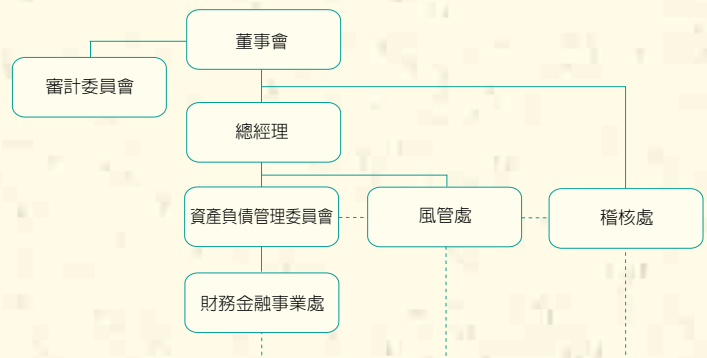 董事會
審計委員會
總經理
資產負債管理委員會
風管處
稽核處
財務金融事業處